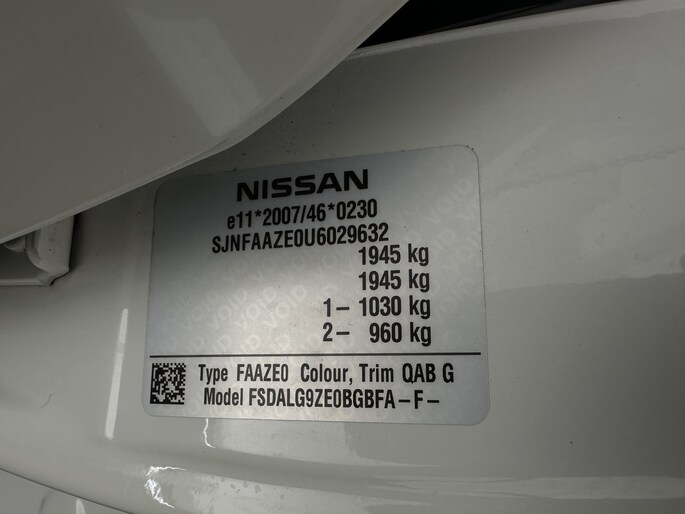 NISSAN
e11*2007/46*0230
SJNFAAZE0U6029632
1945 kg
1945 kg
1– 1030 kg
2– 960 kg
Type FAAZE0 Colour, Trim QAB G
Model FSDALG9ZE0BGBFA–F–